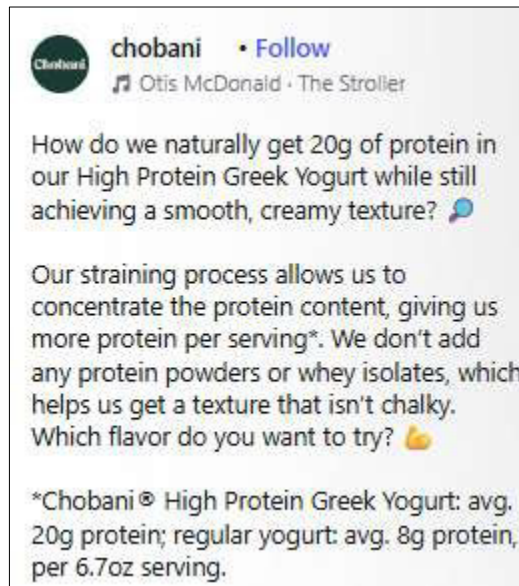 Chobani
chobani • Follow
Otis McDonald · The Stroller
How do we naturally get 20g of protein in
our High Protein Greek Yogurt while still
achieving a smooth, creamy texture? 🔎
Our straining process allows us to
concentrate the protein content, giving us
more protein per serving*. We don't add
any protein powders or whey isolates, which
helps us get a texture that isn't chalky.
Which flavor do you want to try? 💪
*Chobani® High Protein Greek Yogurt: avg.
20g protein; regular yogurt: avg. 8g protein,
per 6.7oz serving.